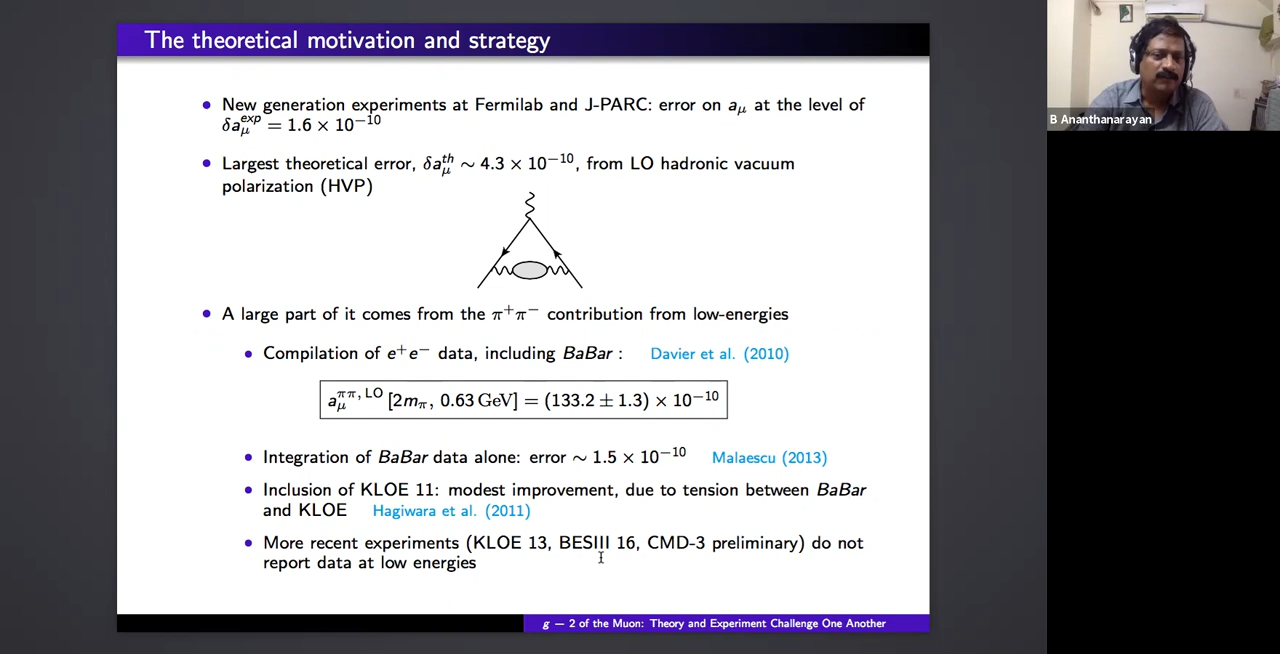 The theoretical motivation and strategy
• New generation experiments at Fermilab and J-PARC: error on aμ at the level of
δaμ^exp = 1.6 × 10⁻¹⁰
• Largest theoretical error, δaμ^th ∼ 4.3 × 10⁻¹⁰, from LO hadronic vacuum
polarization (HVP)
• A large part of it comes from the π⁺π⁻ contribution from low-energies
• Compilation of e⁺e⁻ data, including BaBar : Davier et al. (2010)
aμ^ππ, LO [2mπ, 0.63 GeV] = (133.2 ± 1.3) × 10⁻¹⁰
• Integration of BaBar data alone: error ∼ 1.5 × 10⁻¹⁰ Malaescu (2013)
• Inclusion of KLOE 11: modest improvement, due to tension between BaBar
and KLOE Hagiwara et al. (2011)
• More recent experiments (KLOE 13, BESIII 16, CMD-3 preliminary) do not
report data at low energies
g − 2 of the Muon: Theory and Experiment Challenge One Another
B Ananthanarayan